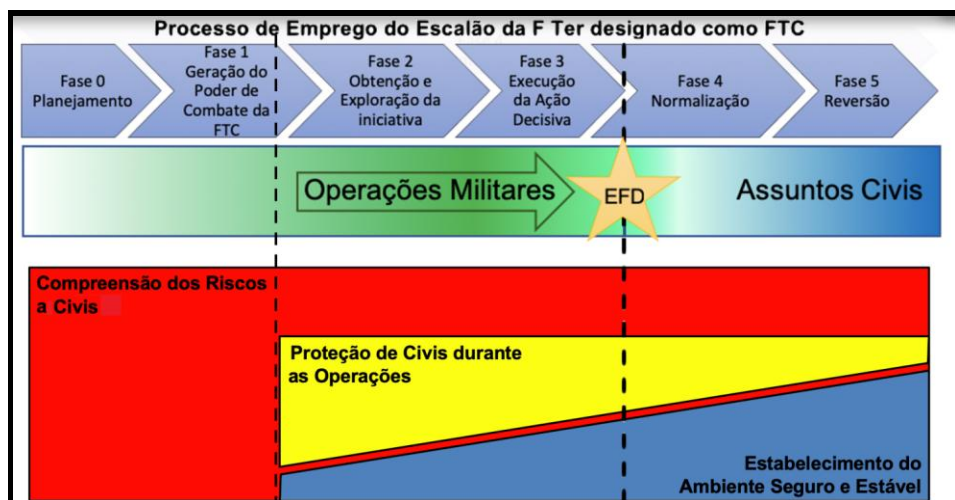 Processo de Emprego do Escalão da F Ter designado como FTC
Fase 0
Planejamento
Fase 1
Geração do
Poder de
Combate da
FTC
Fase 2
Obtenção e
Exploração da
iniciativa
Fase 3
Execução
da Ação
Decisiva
Fase 4
Normalização
Fase 5
Reversão
Operações Militares
EFD
Assuntos Civis
Compreensão dos Riscos
a Civis
Proteção de Civis durante
as Operações
Estabelecimento do
Ambiente Seguro e Estável